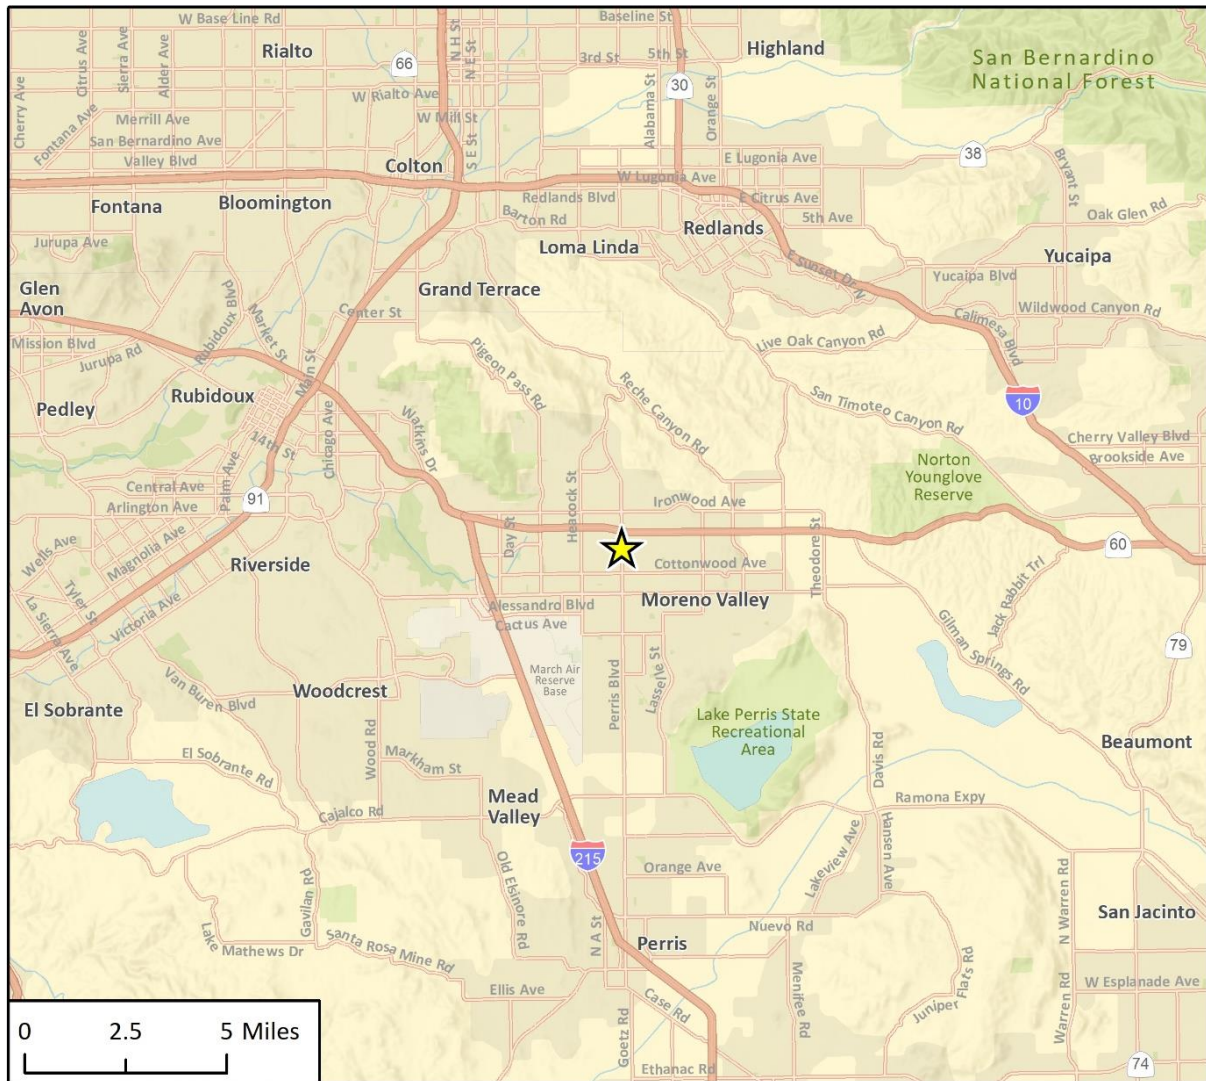 W Base Line Rd
Baseline St
Rialto
Highland
66
30
3rd St
5th St
San Bernardino
National Forest
Citrus Ave
Sierra Ave
Alder Ave
Cherry Ave
N H St
N E St
Alabama St
Orange St
W Rialto Ave
Fontana Ave
Merrill Ave
W Mill St
San Bernardino Ave
Valley Blvd
S E St
E Lugonia Ave
38
Bryant St
Colton
W Lugonia Ave
Fontana
Bloomington
Redlands Blvd
E Citrus Ave
Barton Rd
5th Ave
Oak Glen Rd
Redlands
Jurupa Ave
Loma Linda
Yucaipa
E Sunset Dr N
Yucaipa Blvd
Glen
Avon
Grand Terrace
Rubidoux Blvd
Market St
Center St
Wildwood Canyon Rd
Calimesa Blvd
Mission Blvd
Jurupa Rd
Main St
Live Oak Canyon Rd
Pigeon Pass Rd
Reche Canyon Rd
San Timoteo Canyon Rd
Rubidoux
Pedley
10
14th St
Chicago Ave
Watkins Dr
Cherry Valley Blvd
Brookside Ave
Norton
Younglove
Reserve
Central Ave
Palm Ave
91
Arlington Ave
Heacock St
Ironwood Ave
Day St
Theodore St
60
Wells Ave
Magnolia Ave
Riverside
Cottonwood Ave
Tyler St
La Sierra Ave
Victoria Ave
Alessandro Blvd
Moreno Valley
Cactus Ave
Jack Rabbit Trl
Gilman Springs Rd
79
March Air
Reserve
Base
Perris Blvd
Lasselle St
Van Buren Blvd
Woodcrest
El Sobrante
Wood Rd
Lake Perris State
Recreational
Area
Davis Rd
Beaumont
El Sobrante Rd
Markham St
Mead
Valley
Cajalco Rd
Ramona Expy
215
Orange Ave
Lakeview Ave
Hansen Ave
Old Elsinore Rd
Gavilan Rd
N Warren Rd
San Jacinto
Lake Mathews Dr
Santa Rosa Mine Rd
N A St
Perris
Nuevo Rd
Ellis Ave
Case Rd
Goetz Rd
Menifee Rd
Juniper Flats Rd
Warren Rd
W Esplanade Ave
Ethanac Rd
74
0 2.5 5 Miles